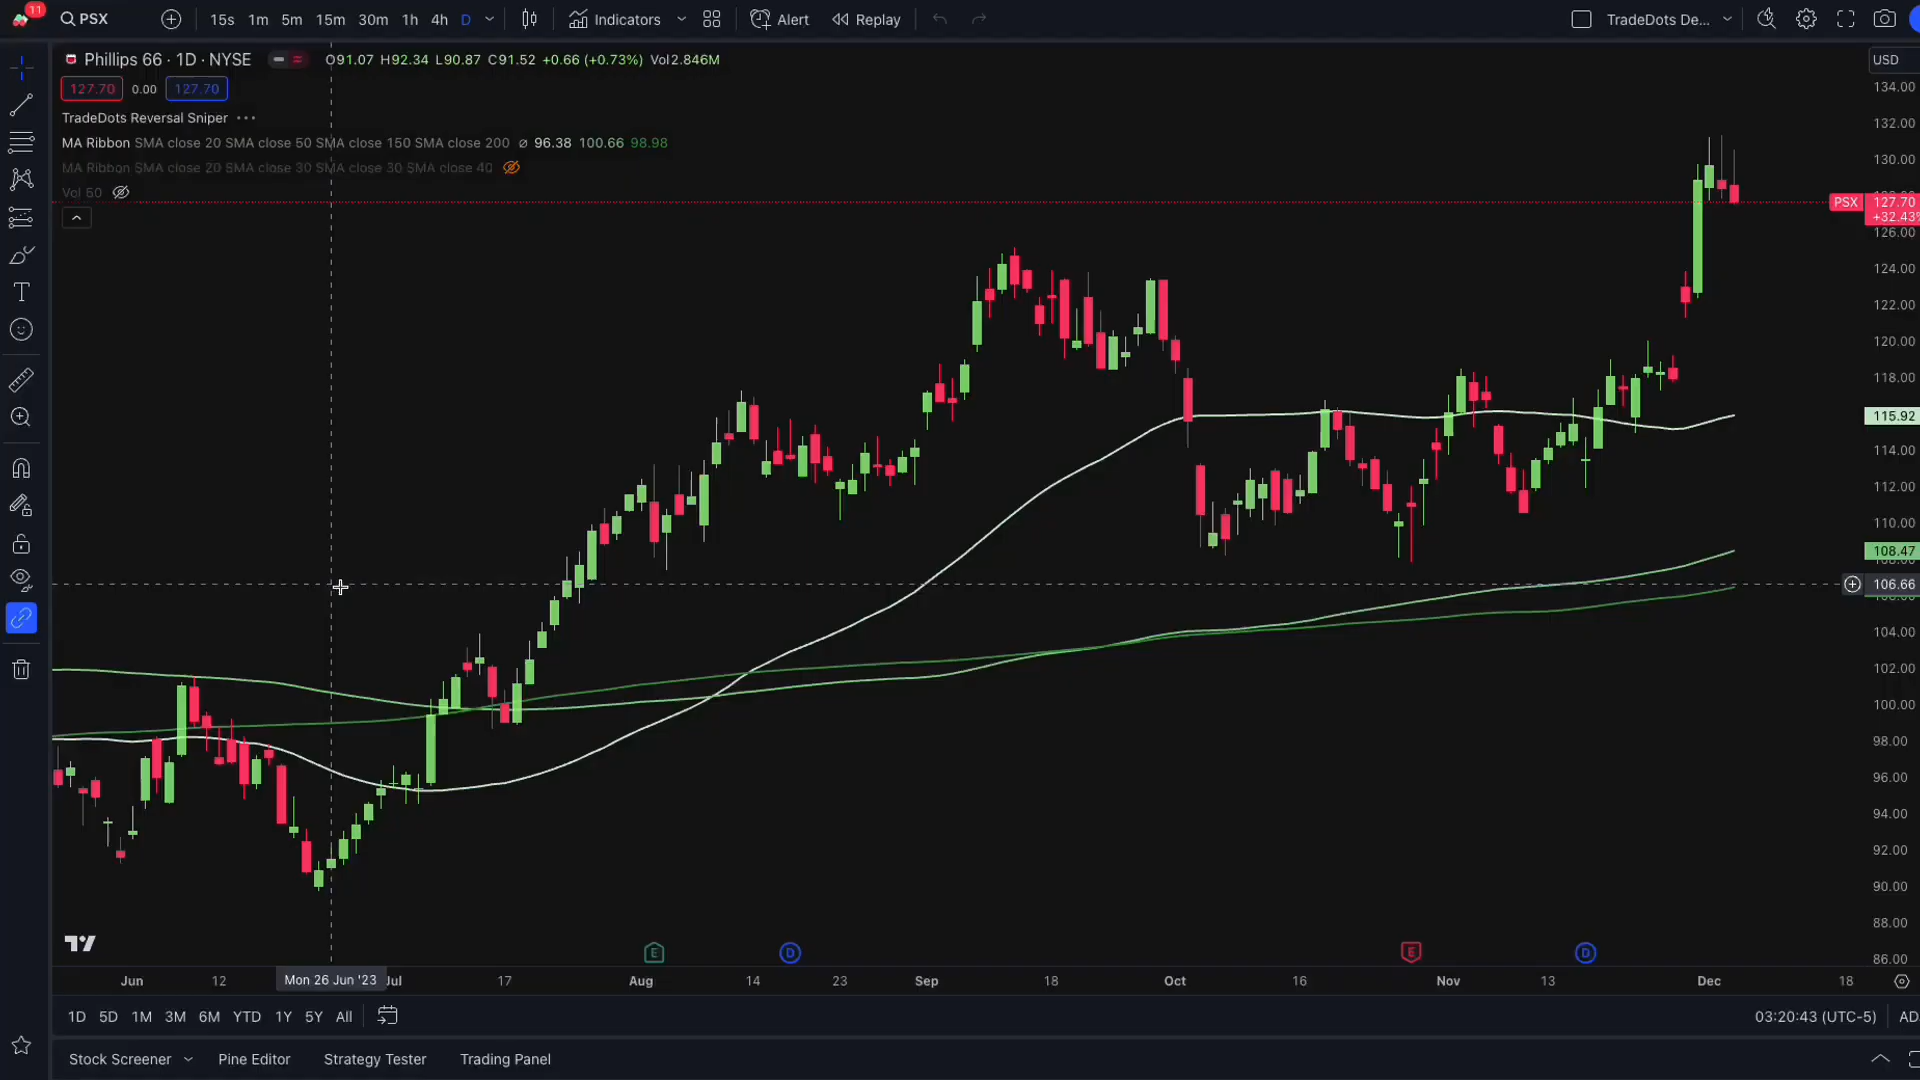 11
PSX
15s 1m 5m 15m 30m 1h 4h D
Indicators
Alert
Replay
TradeDots De...
Phillips 66 · 1D · NYSE
O91.07 H92.34 L90.87 C91.52 +0.66 (+0.73%) Vol2.846M
USD
127.70 0.00 127.70
TradeDots Reversal Sniper
MA Ribbon SMA close 20 SMA close 50 SMA close 150 SMA close 200 ∅ 96.38 100.66 98.98
MA Ribbon SMA close 20 SMA close 30 SMA close 30 SMA close 40
Vol 50
134.00
132.00
130.00
PSX 127.70
+32.43%
126.00
124.00
122.00
120.00
118.00
115.92
114.00
112.00
110.00
108.47
106.66
104.00
102.00
100.00
98.00
96.00
94.00
92.00
90.00
88.00
86.00
E D E D
Jun 12 Mon 26 Jun '23 Jul 17 Aug 14 23 Sep 18 Oct 16 Nov 13 Dec 18
1D 5D 1M 3M 6M YTD 1Y 5Y All
03:20:43 (UTC-5)
AD
Stock Screener Pine Editor Strategy Tester Trading Panel